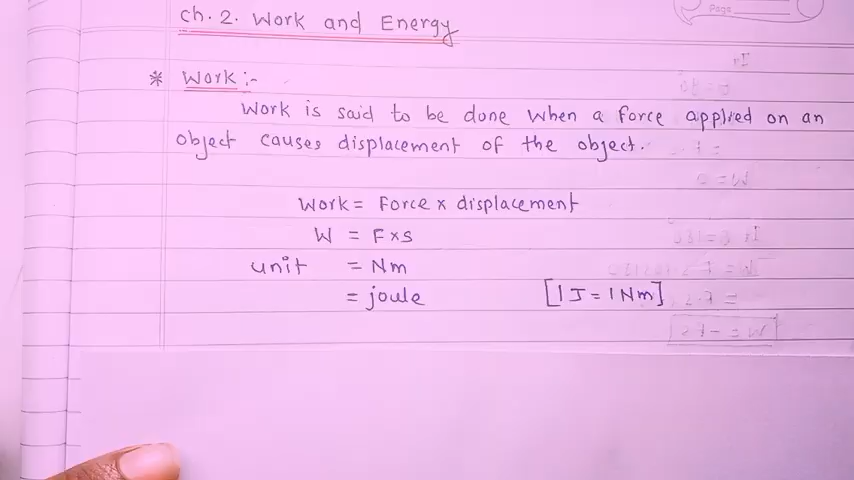 Page
Ch. 2. Work and Energy
* Work :-
Work is said to be done when a force applied on an
object causes displacement of the object.
Work = Force x displacement
W = F x s
unit = Nm
= joule [1 J = 1 Nm]